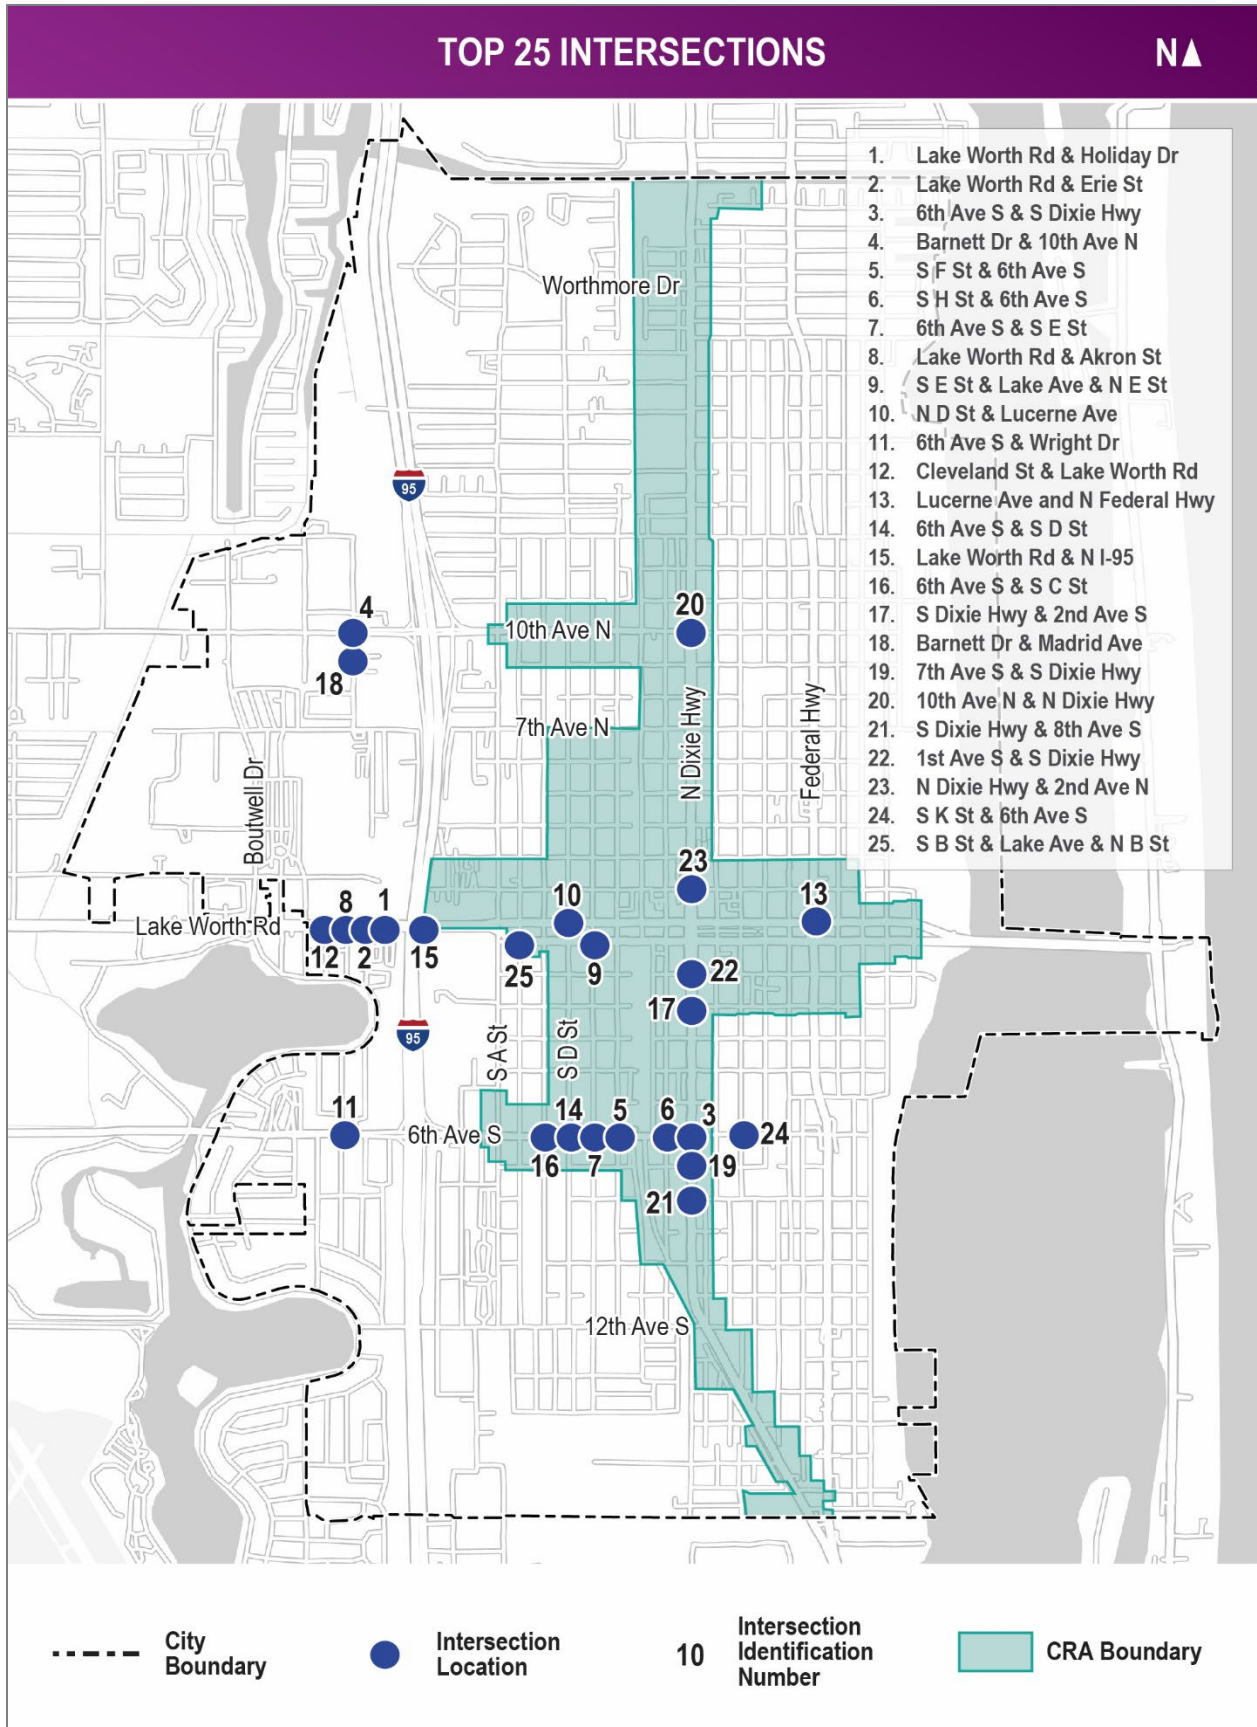 TOP 25 INTERSECTIONS
N
1. Lake Worth Rd & Holiday Dr
2. Lake Worth Rd & Erie St
3. 6th Ave S & S Dixie Hwy
4. Barnett Dr & 10th Ave N
5. S F St & 6th Ave S
6. S H St & 6th Ave S
7. 6th Ave S & S E St
8. Lake Worth Rd & Akron St
9. S E St & Lake Ave & N E St
10. N D St & Lucerne Ave
11. 6th Ave S & Wright Dr
12. Cleveland St & Lake Worth Rd
13. Lucerne Ave and N Federal Hwy
14. 6th Ave S & S D St
15. Lake Worth Rd & N I-95
16. 6th Ave S & S C St
17. S Dixie Hwy & 2nd Ave S
18. Barnett Dr & Madrid Ave
19. 7th Ave S & S Dixie Hwy
20. 10th Ave N & N Dixie Hwy
21. S Dixie Hwy & 8th Ave S
22. 1st Ave S & S Dixie Hwy
23. N Dixie Hwy & 2nd Ave N
24. S K St & 6th Ave S
25. S B St & Lake Ave & N B St
Worthmore Dr
95
4
20
10th Ave N
18
7th Ave N
N Dixie Hwy
Federal Hwy
Boutwell Dr
23
8
1
10
13
Lake Worth Rd
12
2
15
25
9
22
17
95
S A St
S D St
11
6th Ave S
14
5
6
3
24
16
7
19
21
12th Ave S
City
Boundary
Intersection
Location
10
Intersection
Identification
Number
CRA Boundary